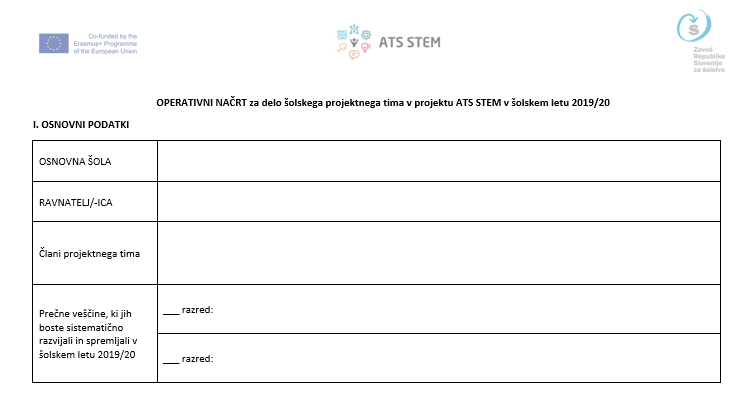 Co-funded by the
Erasmus+ Programme
of the European Union
ATS STEM
Zavod
Republike
Slovenije
za šolstvo
OPERATIVNI NAČRT za delo šolskega projektnega tima v projektu ATS STEM v šolskem letu 2019/20
I. OSNOVNI PODATKI
OSNOVNA ŠOLA
RAVNATELJ/-ICA
Člani projektnega tima
Prečne veščine, ki jih
boste sistematično
razvijali in spremljali v
šolskem letu 2019/20
___ razred:
___ razred: